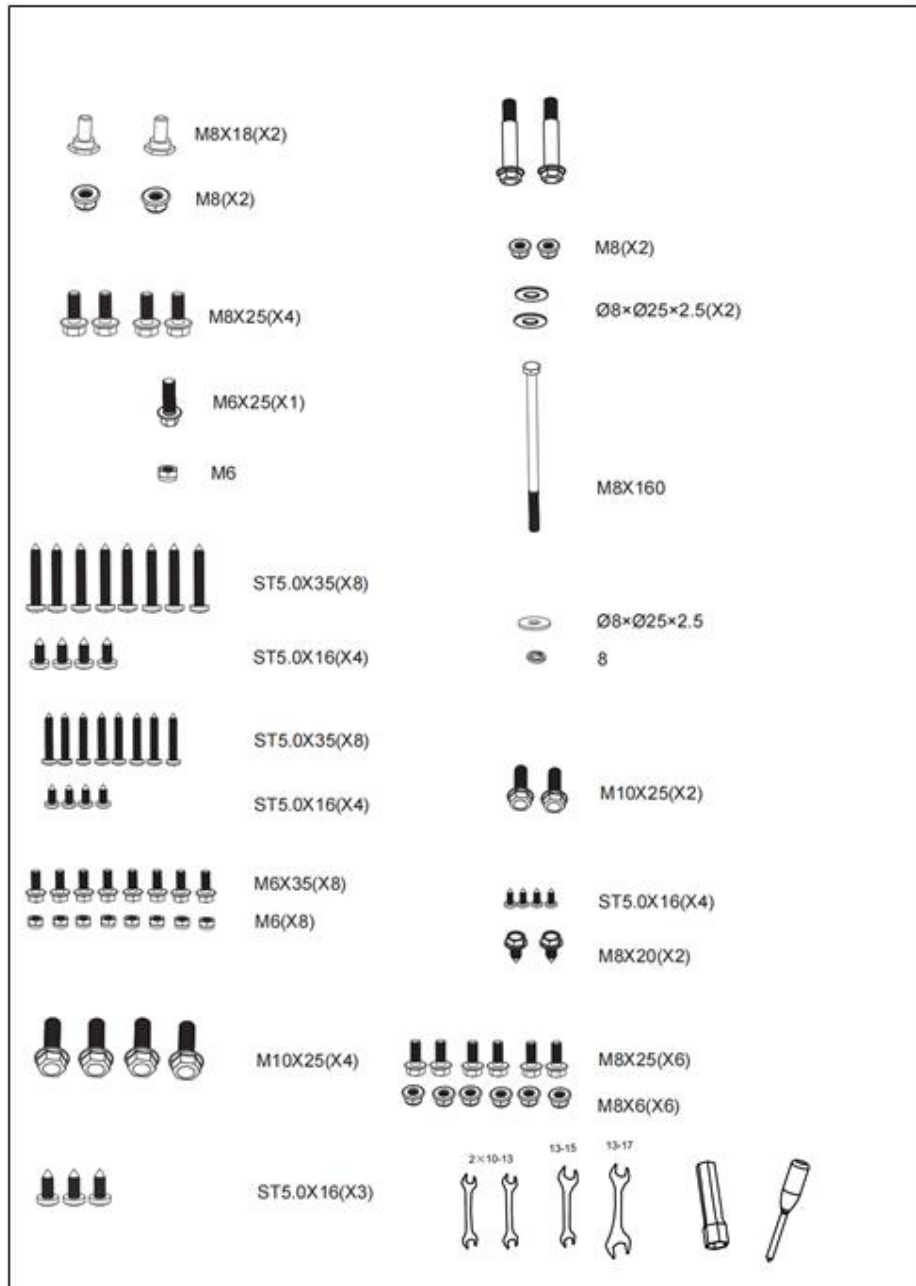 M8X18(X2)
M8(X2)
M8X25(X4)
M6X25(X1)
M6
ST5.0X35(X8)
ST5.0X16(X4)
ST5.0X35(X8)
ST5.0X16(X4)
M6X35(X8)
M6(X8)
M10X25(X4)
ST5.0X16(X3)
M8(X2)
Ø8×Ø25×2.5(X2)
M8X160
Ø8×Ø25×2.5
8
M10X25(X2)
ST5.0X16(X4)
M8X20(X2)
M8X25(X6)
M8X6(X6)
2×10-13
13-15
13-17